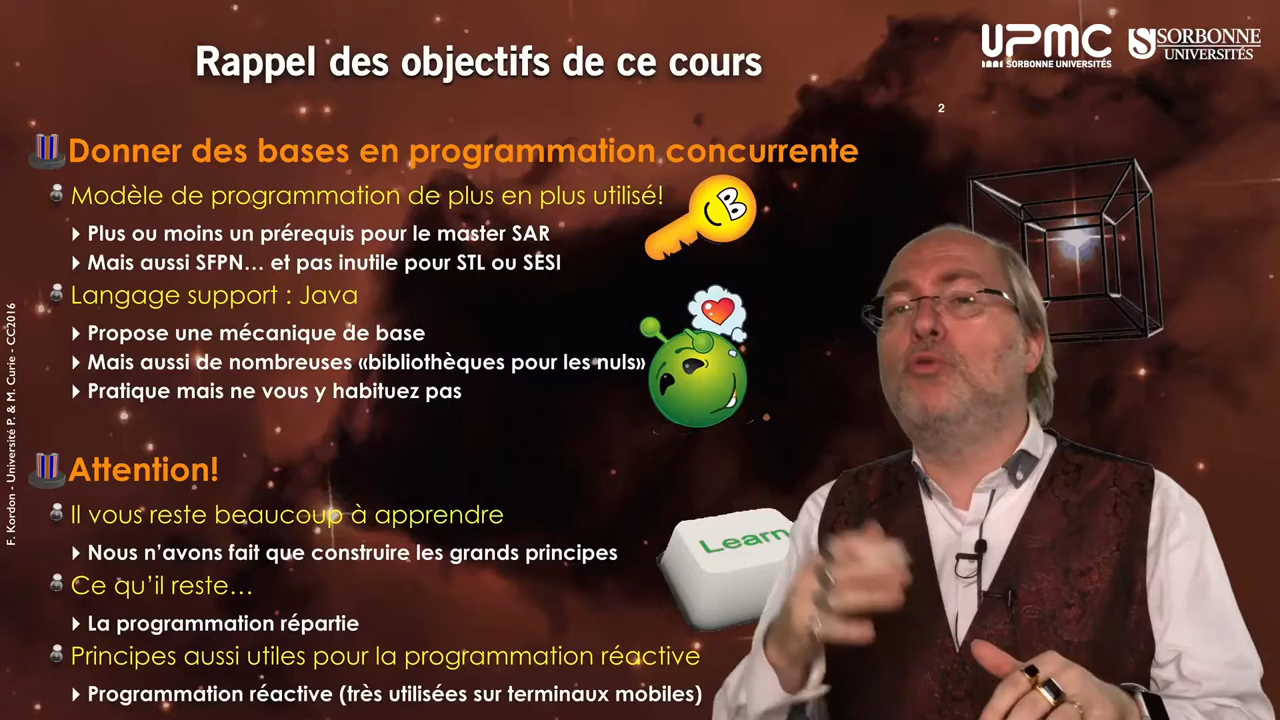 Rappel des objectifs de ce cours
UPMC
SORBONNE UNIVERSITÉS
SORBONNE
UNIVERSITÉS
2
Donner des bases en programmation concurrente
Modèle de programmation de plus en plus utilisé!
Plus ou moins un prérequis pour le master SAR
Mais aussi SFPN... et pas inutile pour STL ou SESI
Langage support : Java
Propose une mécanique de base
Mais aussi de nombreuses «bibliothèques pour les nuls»
Pratique mais ne vous y habituez pas
Attention!
Il vous reste beaucoup à apprendre
Nous n'avons fait que construire les grands principes
Ce qu'il reste...
La programmation répartie
Principes aussi utiles pour la programmation réactive
Programmation réactive (très utilisées sur terminaux mobiles)
Learn
F. Kordon - Université P. & M. Curie - CC2016